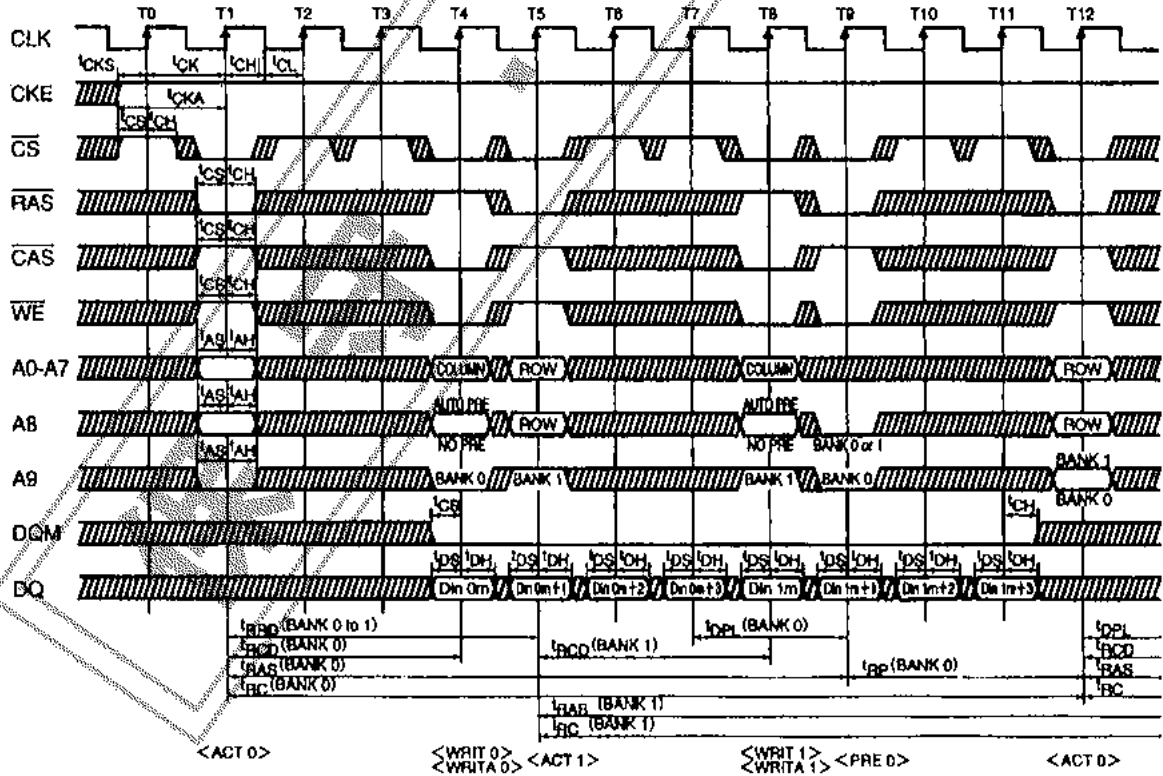 T0 T1 T2 T3 T4 T5 T6 T7 T8 T9 T10 T11 T12
CLK
tCKS tCK tCH tCL
CKE
tCKA
tCS tCH
CS
tCS tCH
RAS
tCS tCH
CAS
tCS tCH
WE
tAS tAH
A0-A7 COLUMN ROW COLUMN ROW
tAS tAH AUTO PRE AUTO PRE
A8 ROW ROW
NO PRE NO PRE BANK 0 or 1
tAS tAH BANK 1
A9 BANK 0 BANK 1 BANK 1 BANK 0
BANK 0
tCS tCH
DQM
tDS tDH tDS tDH tDS tDH tDS tDH tDS tDH tDS tDH tDS tDH tDS tDH
DQ Din 0m Din 0m+1 Din 0m+2 Din 0m+3 Din 1m Din 1m+1 Din 1m+2 Din 1m+3
tRRD (BANK 0 to 1) tDPL (BANK 0) tDPL
tRCD (BANK 0) tRCD (BANK 1) tRCD
tRAS (BANK 0) tRP (BANK 0) tRAS
tRC (BANK 0) tRC
tRAS (BANK 1)
tRC (BANK 1)
<ACT 0> <WRIT 0> <ACT 1> <WRIT 1> <PRE 0> <ACT 0>
<WRITA 0> <WRITA 1>